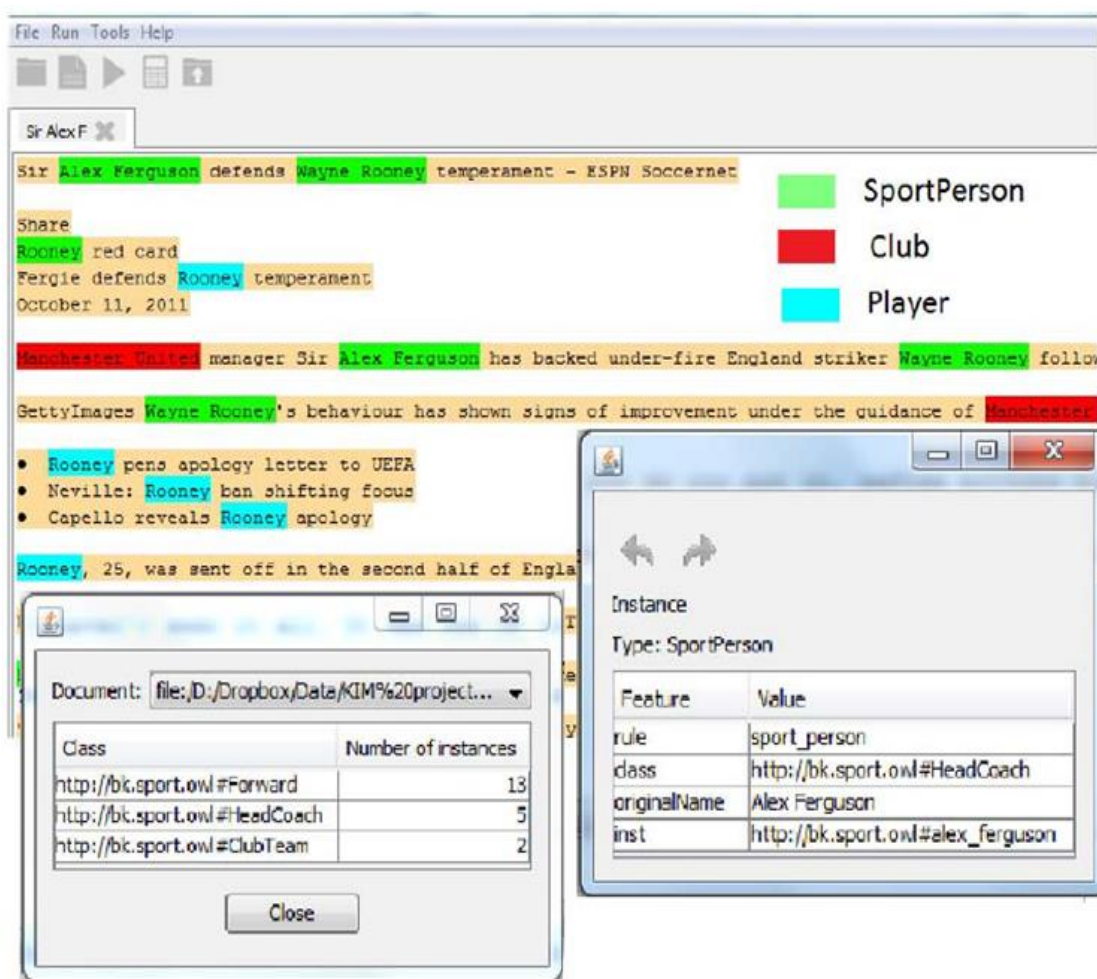 File Run Tools Help
Sir Alex F
Sir Alex Ferguson defends Wayne Rooney temperament - ESPN Soccernet
SportPerson
Club
Player
Share
Rooney red card
Fergie defends Rooney temperament
October 11, 2011
Manchester United manager Sir Alex Ferguson has backed under-fire England striker Wayne Rooney follow
GettyImages Wayne Rooney's behaviour has shown signs of improvement under the guidance of Manchester
• Rooney pens apology letter to UEFA
• Neville: Rooney ban shifting focus
• Capello reveals Rooney apology
Rooney, 25, was sent off in the second half of Engla
Document: file:/D:/Dropbox/Data/KIM%20project...
Class Number of instances
http://bk.sport.owl#Forward 13
http://bk.sport.owl#HeadCoach 5
http://bk.sport.owl#ClubTeam 2
Close
Instance
Type: SportPerson
Feature Value
rule sport_person
class http://bk.sport.owl#HeadCoach
originalName Alex Ferguson
inst http://bk.sport.owl#alex_ferguson